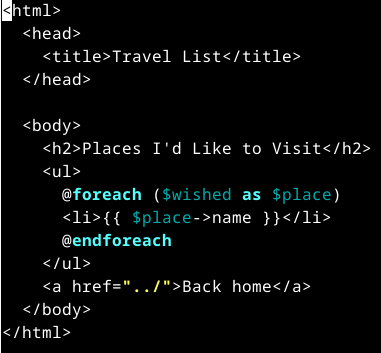 <html>
  <head>
    <title>Travel List</title>
  </head>

  <body>
    <h2>Places I'd Like to Visit</h2>
    <ul>
      @foreach ($wished as $place)
      <li>{{ $place->name }}</li>
      @endforeach
    </ul>
    <a href="../">Back home</a>
  </body>
</html>